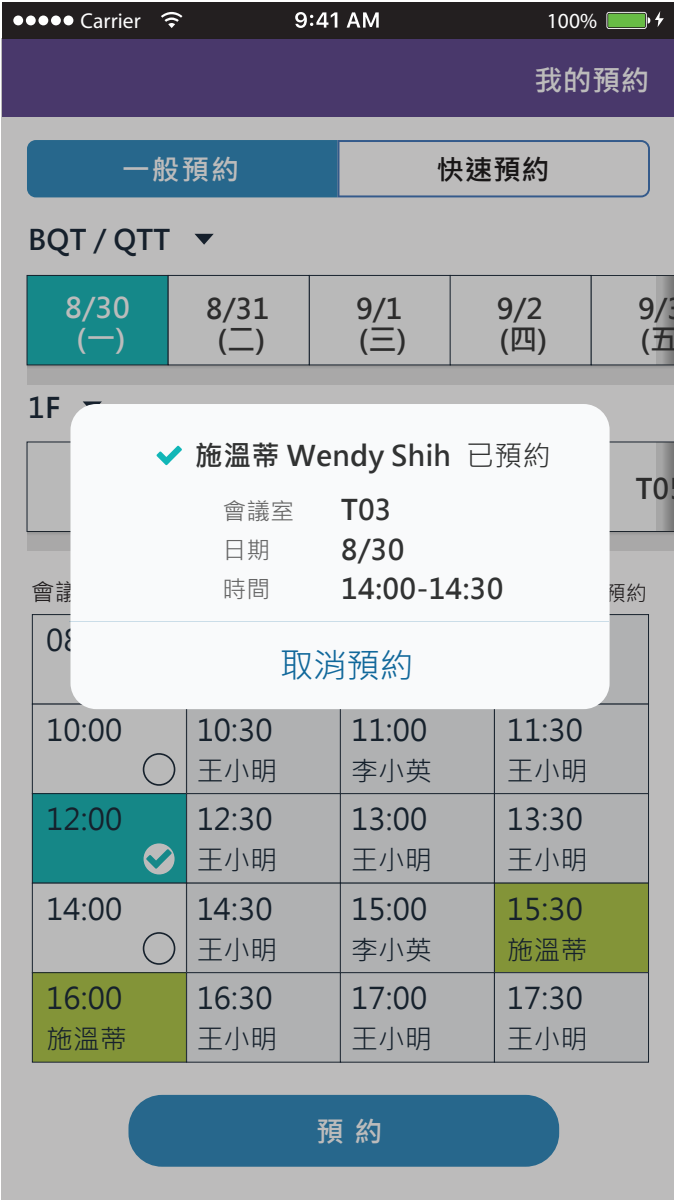 Carrier 9:41 AM 100%
我的預約
一般預約 快速預約
BQT / QTT
8/30 8/31 9/1 9/2
(一) (二) (三) (四)
1F
施溫蒂 Wendy Shih 已預約
會議室 T03
日期 8/30
時間 14:00-14:30
取消預約
10:00 10:30 11:00 11:30
王小明 李小英 王小明
12:00 12:30 13:00 13:30
王小明 王小明 王小明
14:00 14:30 15:00 15:30
王小明 李小英 施溫蒂
16:00 16:30 17:00 17:30
施溫蒂 王小明 王小明 王小明
預約